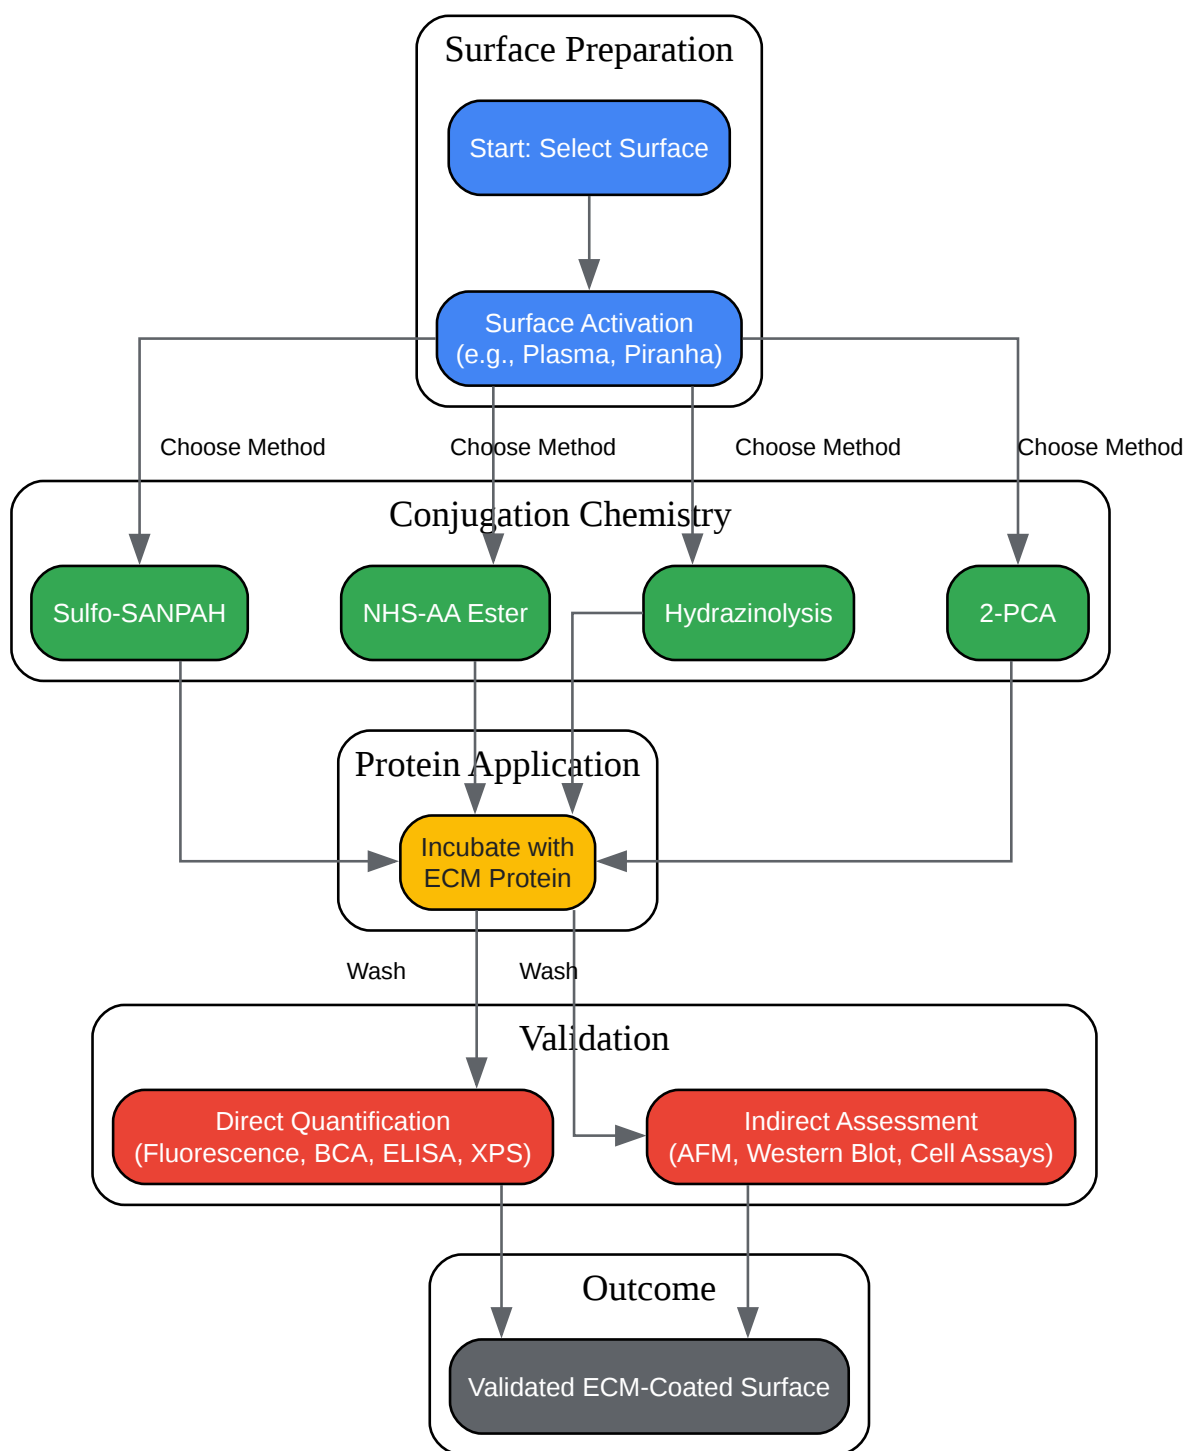 Surface Preparation
Start: Select Surface
Surface Activation
(e.g., Plasma, Piranha)
Choose Method
Choose Method
Choose Method
Choose Method
Conjugation Chemistry
Sulfo-SANPAH
NHS-AA Ester
Hydrazinolysis
2-PCA
Protein Application
Incubate with
ECM Protein
Wash
Wash
Validation
Direct Quantification
(Fluorescence, BCA, ELISA, XPS)
Indirect Assessment
(AFM, Western Blot, Cell Assays)
Outcome
Validated ECM-Coated Surface